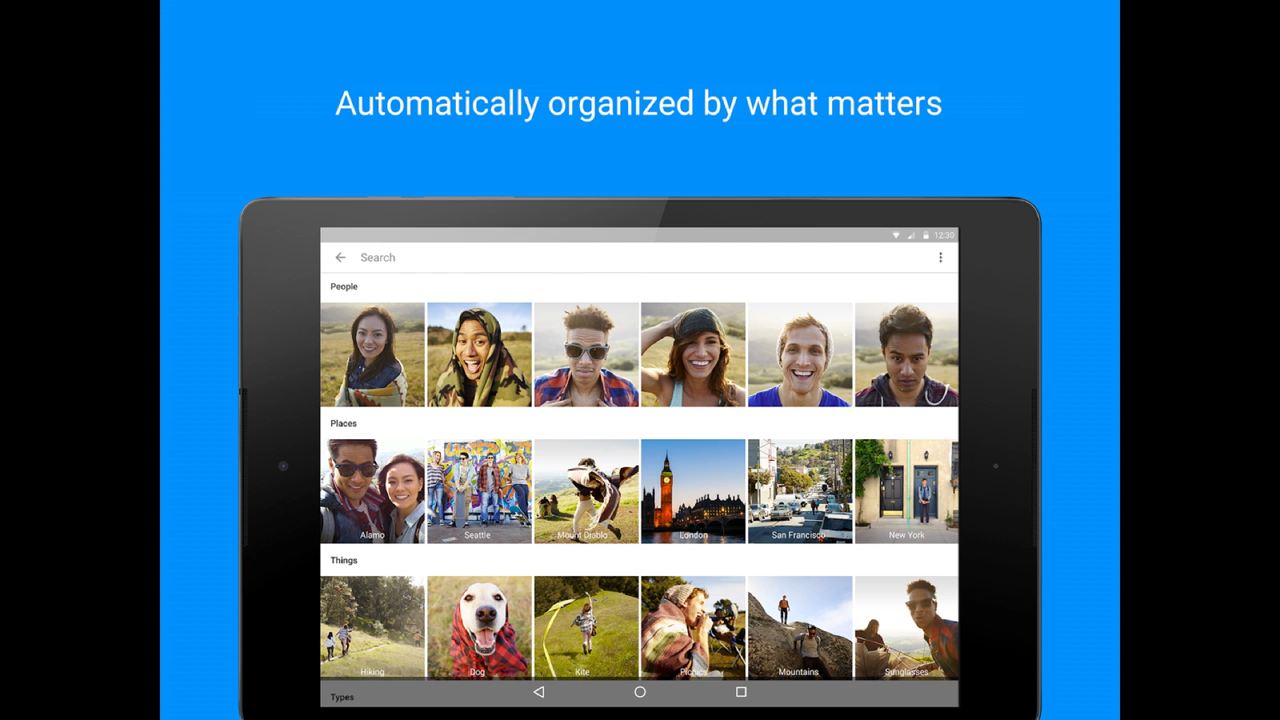 Automatically organized by what matters
12:30
Search
People
Places
Alamo
Seattle
Mount Diablo
London
San Francisco
New York
Things
Hiking
Dog
Kite
Picnics
Mountains
Sunglasses
Types